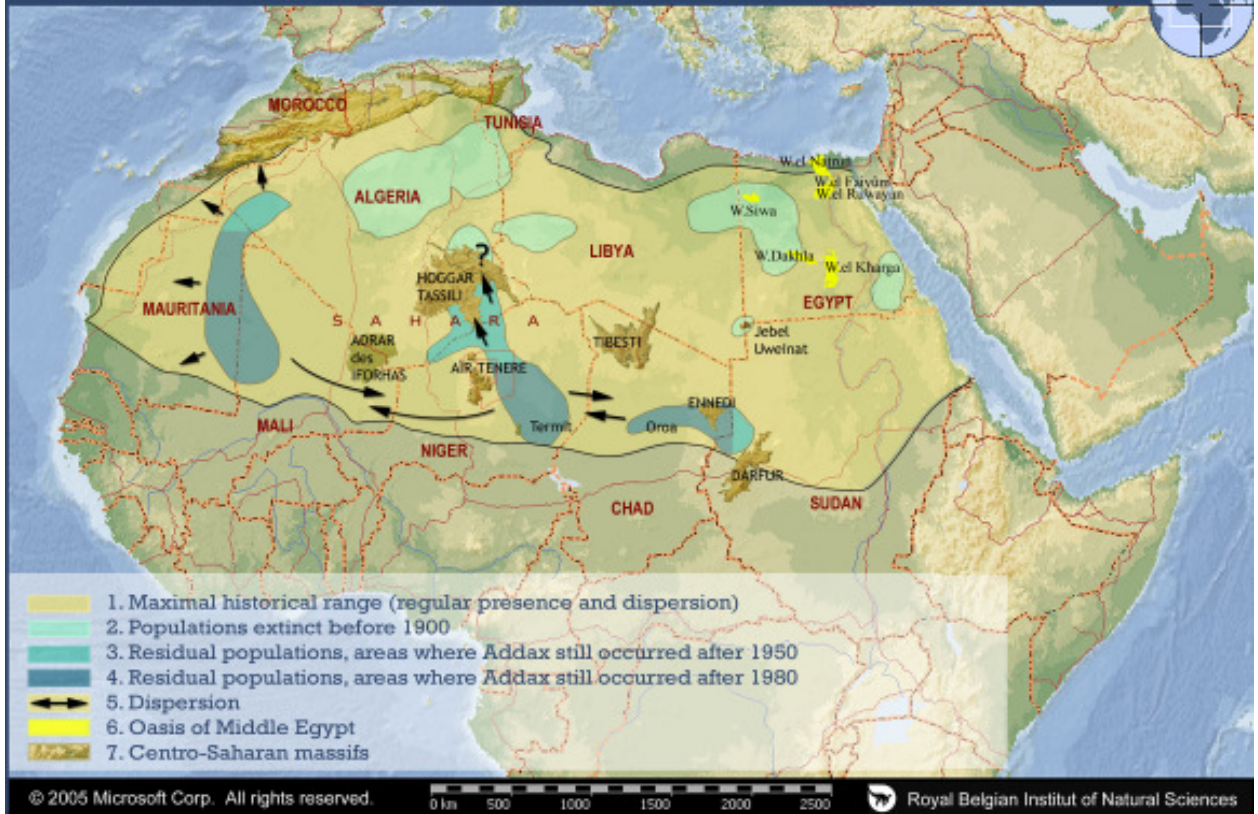 MOROCCO
TUNISIA
ALGERIA
W.el Natrun
W.el Faiyûm
W.el Ruwayan
W.Siwa
LIBYA
W.Dakhla
W.el Kharga
EGYPT
?
HOGGAR
TASSILI
MAURITANIA
S A H A R A
Jebel
Uweinat
TIBESTI
ADRAR
des
IFORHAS
AIR TENERE
ENNEDI
MALI
Termit
Oroa
NIGER
DARFUR
CHAD
SUDAN
1. Maximal historical range (regular presence and dispersion)
2. Populations extinct before 1900
3. Residual populations, areas where Addax still occurred after 1950
4. Residual populations, areas where Addax still occurred after 1980
5. Dispersion
6. Oasis of Middle Egypt
7. Centro-Saharan massifs
© 2005 Microsoft Corp. All rights reserved.
0 km 500 1000 1500 2000 2500
Royal Belgian Institut of Natural Sciences